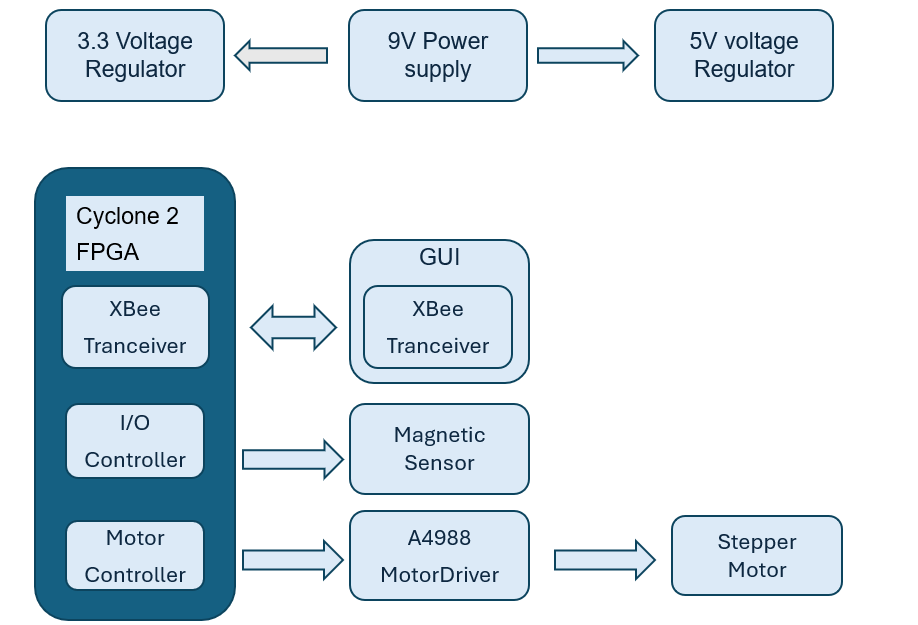 3.3 Voltage
Regulator
9V Power
supply
5V voltage
Regulator
Cyclone 2
FPGA
XBee
Tranceiver
GUI
XBee
Tranceiver
I/O
Controller
Magnetic
Sensor
Motor
Controller
A4988
MotorDriver
Stepper
Motor